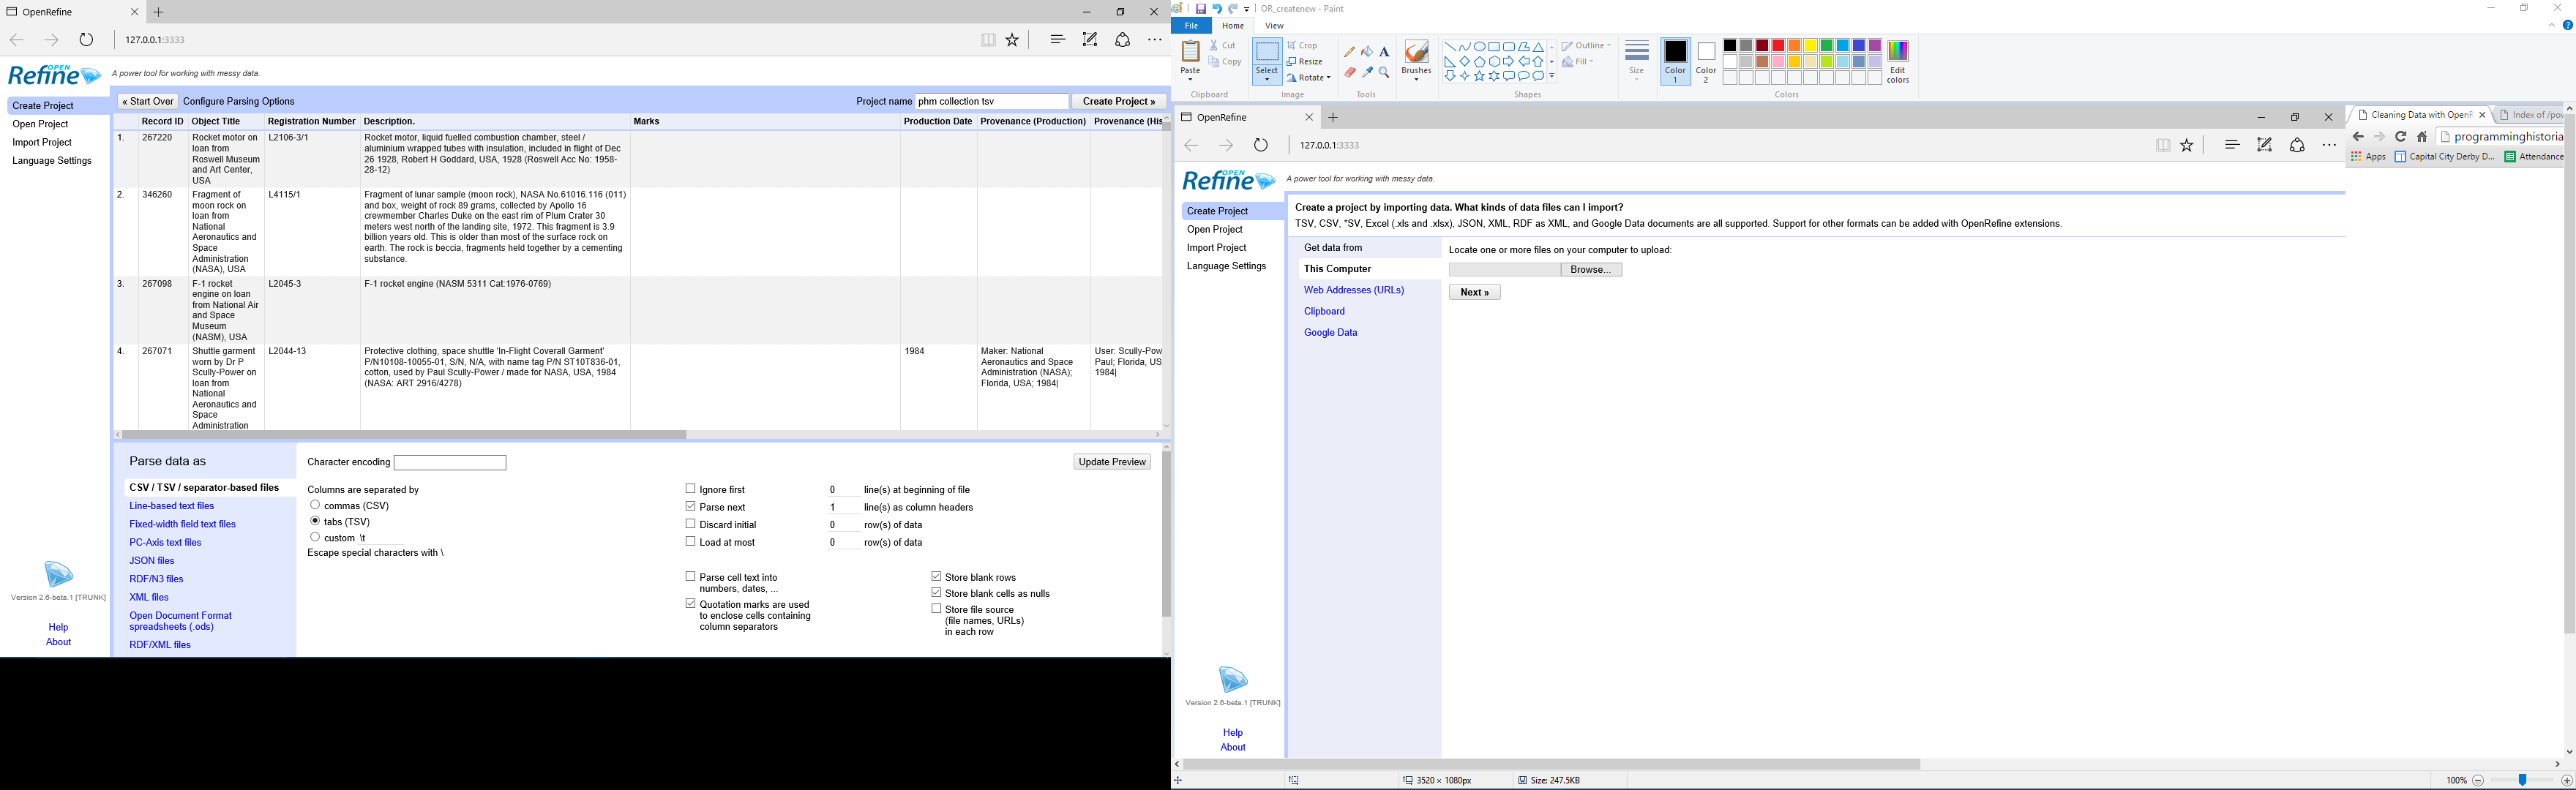 OpenRefine
127.0.0.1:3333
OPEN
Refine
A power tool for working with messy data.
Create Project
Open Project
Import Project
Language Settings
Version 2.6-beta.1 [TRUNK]
Help
About
« Start Over
Configure Parsing Options
Project name
phm collection tsv
Create Project »
Record ID
Object Title
Registration Number
Description.
Marks
Production Date
Provenance (Production)
Provenance (His
1.
267220
Rocket motor on
loan from
Roswell Museum
and Art Center,
USA
L2106-3/1
Rocket motor, liquid fuelled combustion chamber, steel /
aluminium wrapped tubes with insulation, included in flight of Dec
26 1928, Robert H Goddard, USA, 1928 (Roswell Acc No: 1958-
28-12)
2.
346260
Fragment of
moon rock on
loan from
National
Aeronautics and
Space
Administration
(NASA), USA
L4115/1
Fragment of lunar sample (moon rock), NASA No.61016.116 (011)
and box, weight of rock 89 grams, collected by Apollo 16
crewmember Charles Duke on the east rim of Plum Crater 30
meters west north of the landing site, 1972. This fragment is 3.9
billion years old. This is older than most of the surface rock on
earth. The rock is beccia, fragments held together by a cementing
substance.
3.
267098
F-1 rocket
engine on loan
from National Air
and Space
Museum
(NASM), USA
L2045-3
F-1 rocket engine (NASM 5311 Cat:1976-0769)
4.
267071
Shuttle garment
worn by Dr P
Scully-Power on
loan from
National
Aeronautics and
Space
Administration
L2044-13
Protective clothing, space shuttle 'In-Flight Coverall Garment'
P/N10108-10055-01, S/N, N/A, with name tag P/N ST10T836-01,
cotton, used by Paul Scully-Power / made for NASA, USA, 1984
(NASA: ART 2916/4278)
1984
Maker: National
Aeronautics and Space
Administration (NASA);
Florida, USA; 1984|
User: Scully-Pow
Paul; Florida, US
1984|
Parse data as
CSV / TSV / separator-based files
Line-based text files
Fixed-width field text files
PC-Axis text files
JSON files
RDF/N3 files
XML files
Open Document Format
spreadsheets (.ods)
RDF/XML files
Character encoding
Update Preview
Columns are separated by
commas (CSV)
tabs (TSV)
custom \t
Escape special characters with \
Ignore first 0 line(s) at beginning of file
Parse next 1 line(s) as column headers
Discard initial 0 row(s) of data
Load at most 0 row(s) of data
Parse cell text into
numbers, dates, ...
Quotation marks are used
to enclose cells containing
column separators
Store blank rows
Store blank cells as nulls
Store file source
(file names, URLs)
in each row
OR_createnew - Paint
File
Home
View
Paste
Cut
Copy
Clipboard
Select
Crop
Resize
Rotate
Image
A
Tools
Brushes
Outline
Fill
Shapes
Size
Color
1
Color
2
Edit
colors
Colors
OpenRefine
127.0.0.1:3333
OPEN
Refine
A power tool for working with messy data.
Create Project
Open Project
Import Project
Language Settings
Version 2.6-beta.1 [TRUNK]
Help
About
Create a project by importing data. What kinds of data files can I import?
TSV, CSV, *SV, Excel (.xls and .xlsx), JSON, XML, RDF as XML, and Google Data documents are all supported. Support for other formats can be added with OpenRefine extensions.
Get data from
This Computer
Web Addresses (URLs)
Clipboard
Google Data
Locate one or more files on your computer to upload:
Browse...
Next »
Cleaning Data with OpenR
Index of /pov
programminghistoria
Apps
Capital City Derby D...
Attendance
3520 × 1080px
Size: 247.5KB
100%